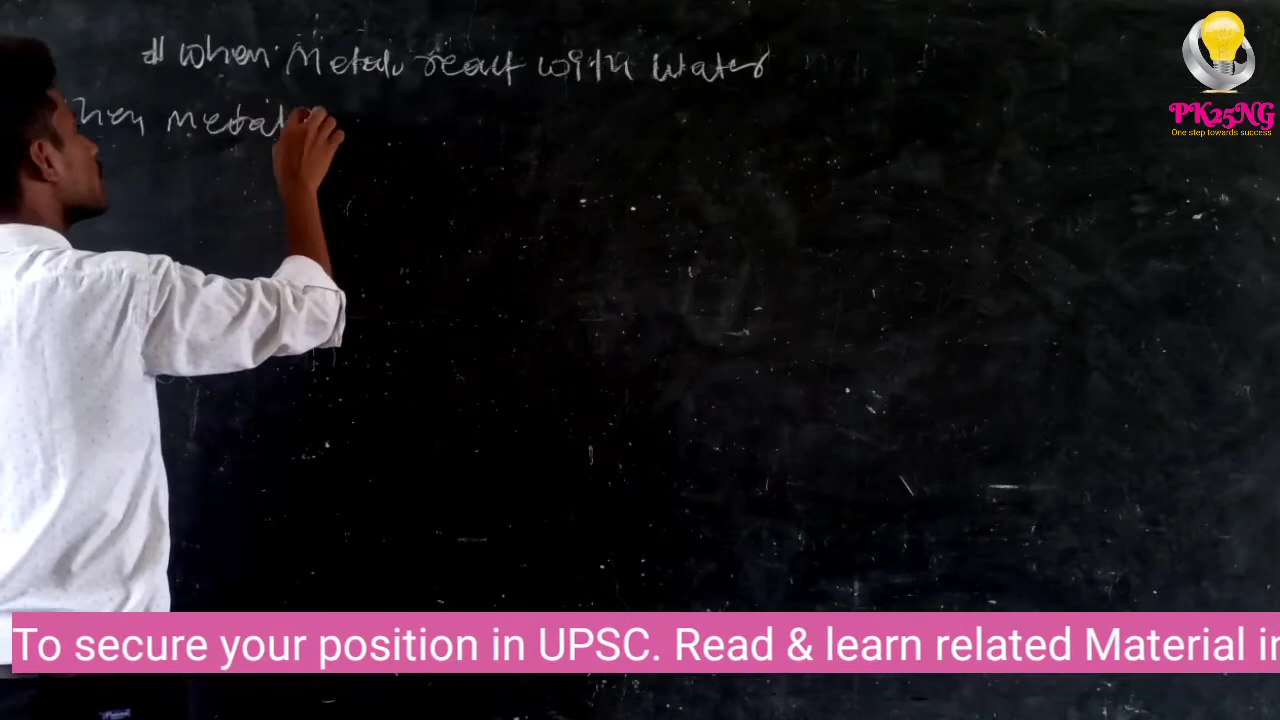 # when Metal react with water
when metal
PK25NG
One step towards success
To secure your position in UPSC. Read & learn related Material in